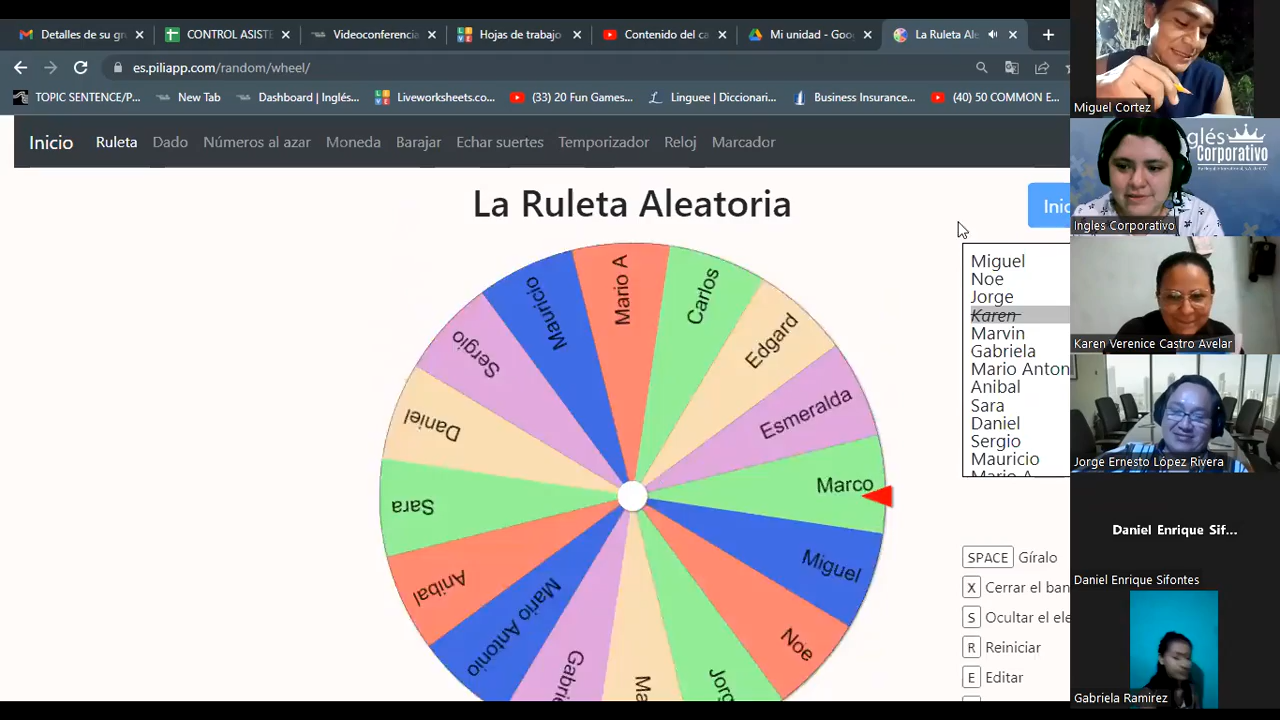 Detalles de su gr
CONTROL ASISTE
Videoconferencia
Hojas de trabajo
Contenido del ca
Mi unidad - Goo
La Ruleta Ale
es.piliapp.com/random/wheel/
TOPIC SENTENCE/P...
New Tab
Dashboard | Inglés...
Liveworksheets.co...
(33) 20 Fun Games...
Linguee | Diccionari...
Business Insurance...
(40) 50 COMMON E...
Inicio
Ruleta
Dado
Números al azar
Moneda
Barajar
Echar suertes
Temporizador
Reloj
Marcador
La Ruleta Aleatoria
Inic
Mario A
Carlos
Edgard
Esmeralda
Marco
Miguel
Noe
Jorg
Ma
Gabri
Mario Antonio
Anibal
Sara
Daniel
Sergio
Mauricio
Miguel
Noe
Jorge
Karen
Marvin
Gabriela
Mario Anton
Anibal
Sara
Daniel
Sergio
Mauricio
Mario A
SPACE Gíralo
X Cerrar el ban
S Ocultar el ele
R Reiniciar
E Editar
Miguel Cortez
glés
Corporativo
Ingles Corporativo
Karen Verenice Castro Avelar
Jorge Ernesto López Rivera
Daniel Enrique Sif...
Daniel Enrique Sifontes
Gabriela Ramirez